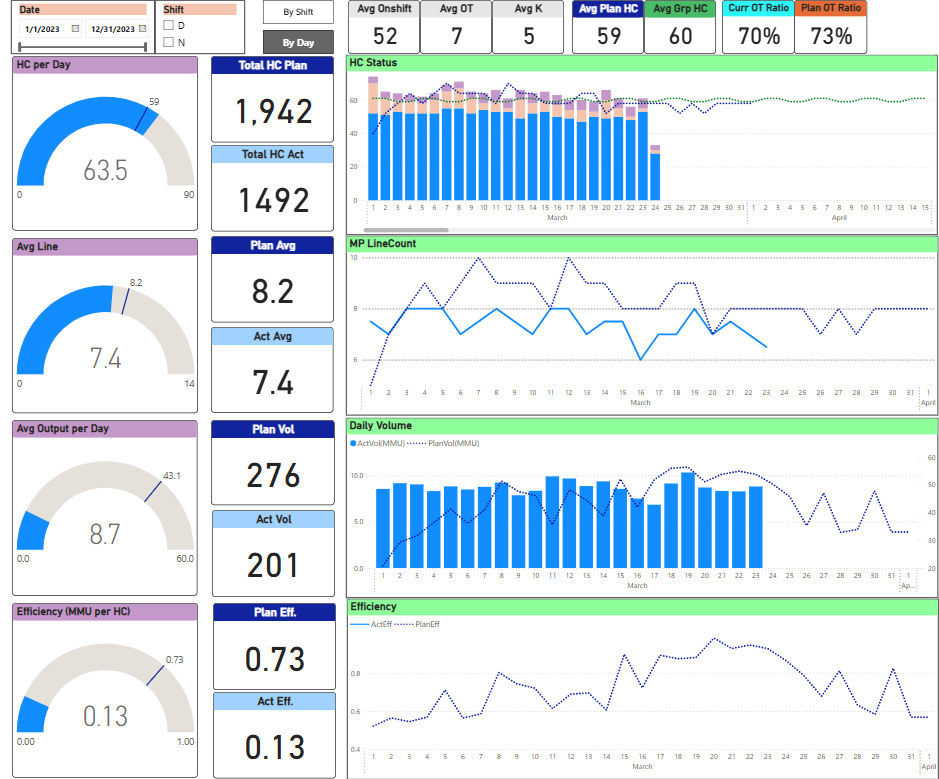 Date
1/1/2023 12/31/2023
Shift
D
N
By Shift
By Day
Avg Onshift Avg OT Avg K Avg Plan HC Avg Grp HC Curr OT Ratio Plan OT Ratio
52 7 5 59 60 70% 73%
HC per Day
59
63.5
0 90
Total HC Plan
1,942
Total HC Act
1492
HC Status
60
40
20
0
1 2 3 4 5 6 7 8 9 10 11 12 13 14 15 16 17 18 19 20 21 22 23 24 25 26 27 28 29 30 31 1 2 3 4 5 6 7 8 9 10 11 12 13 14 15
March April
Avg Line
8.2
7.4
0 14
Plan Avg
8.2
Act Avg
7.4
MP LineCount
10
8
6
1 2 3 4 5 6 7 8 9 10 11 12 13 14 15 16 17 18 19 20 21 22 23 24 25 26 27 28 29 30 31 1
March April
Avg Output per Day
43.1
8.7
0.0 60.0
Plan Vol
276
Act Vol
201
Daily Volume
ActVol(MMU) PlanVol(MMU)
10.0
5.0
0.0
60
50
40
30
20
1 2 3 4 5 6 7 8 9 10 11 12 13 14 15 16 17 18 19 20 21 22 23 24 25 26 27 28 29 30 31 1
March Ap...
Efficiency (MMU per HC)
0.73
0.13
0.00 1.00
Plan Eff.
0.73
Act Eff.
0.13
Efficiency
ActEff PlanEff
0.8
0.6
0.4
1 2 3 4 5 6 7 8 9 10 11 12 13 14 15 16 17 18 19 20 21 22 23 24 25 26 27 28 29 30 31 1
March April